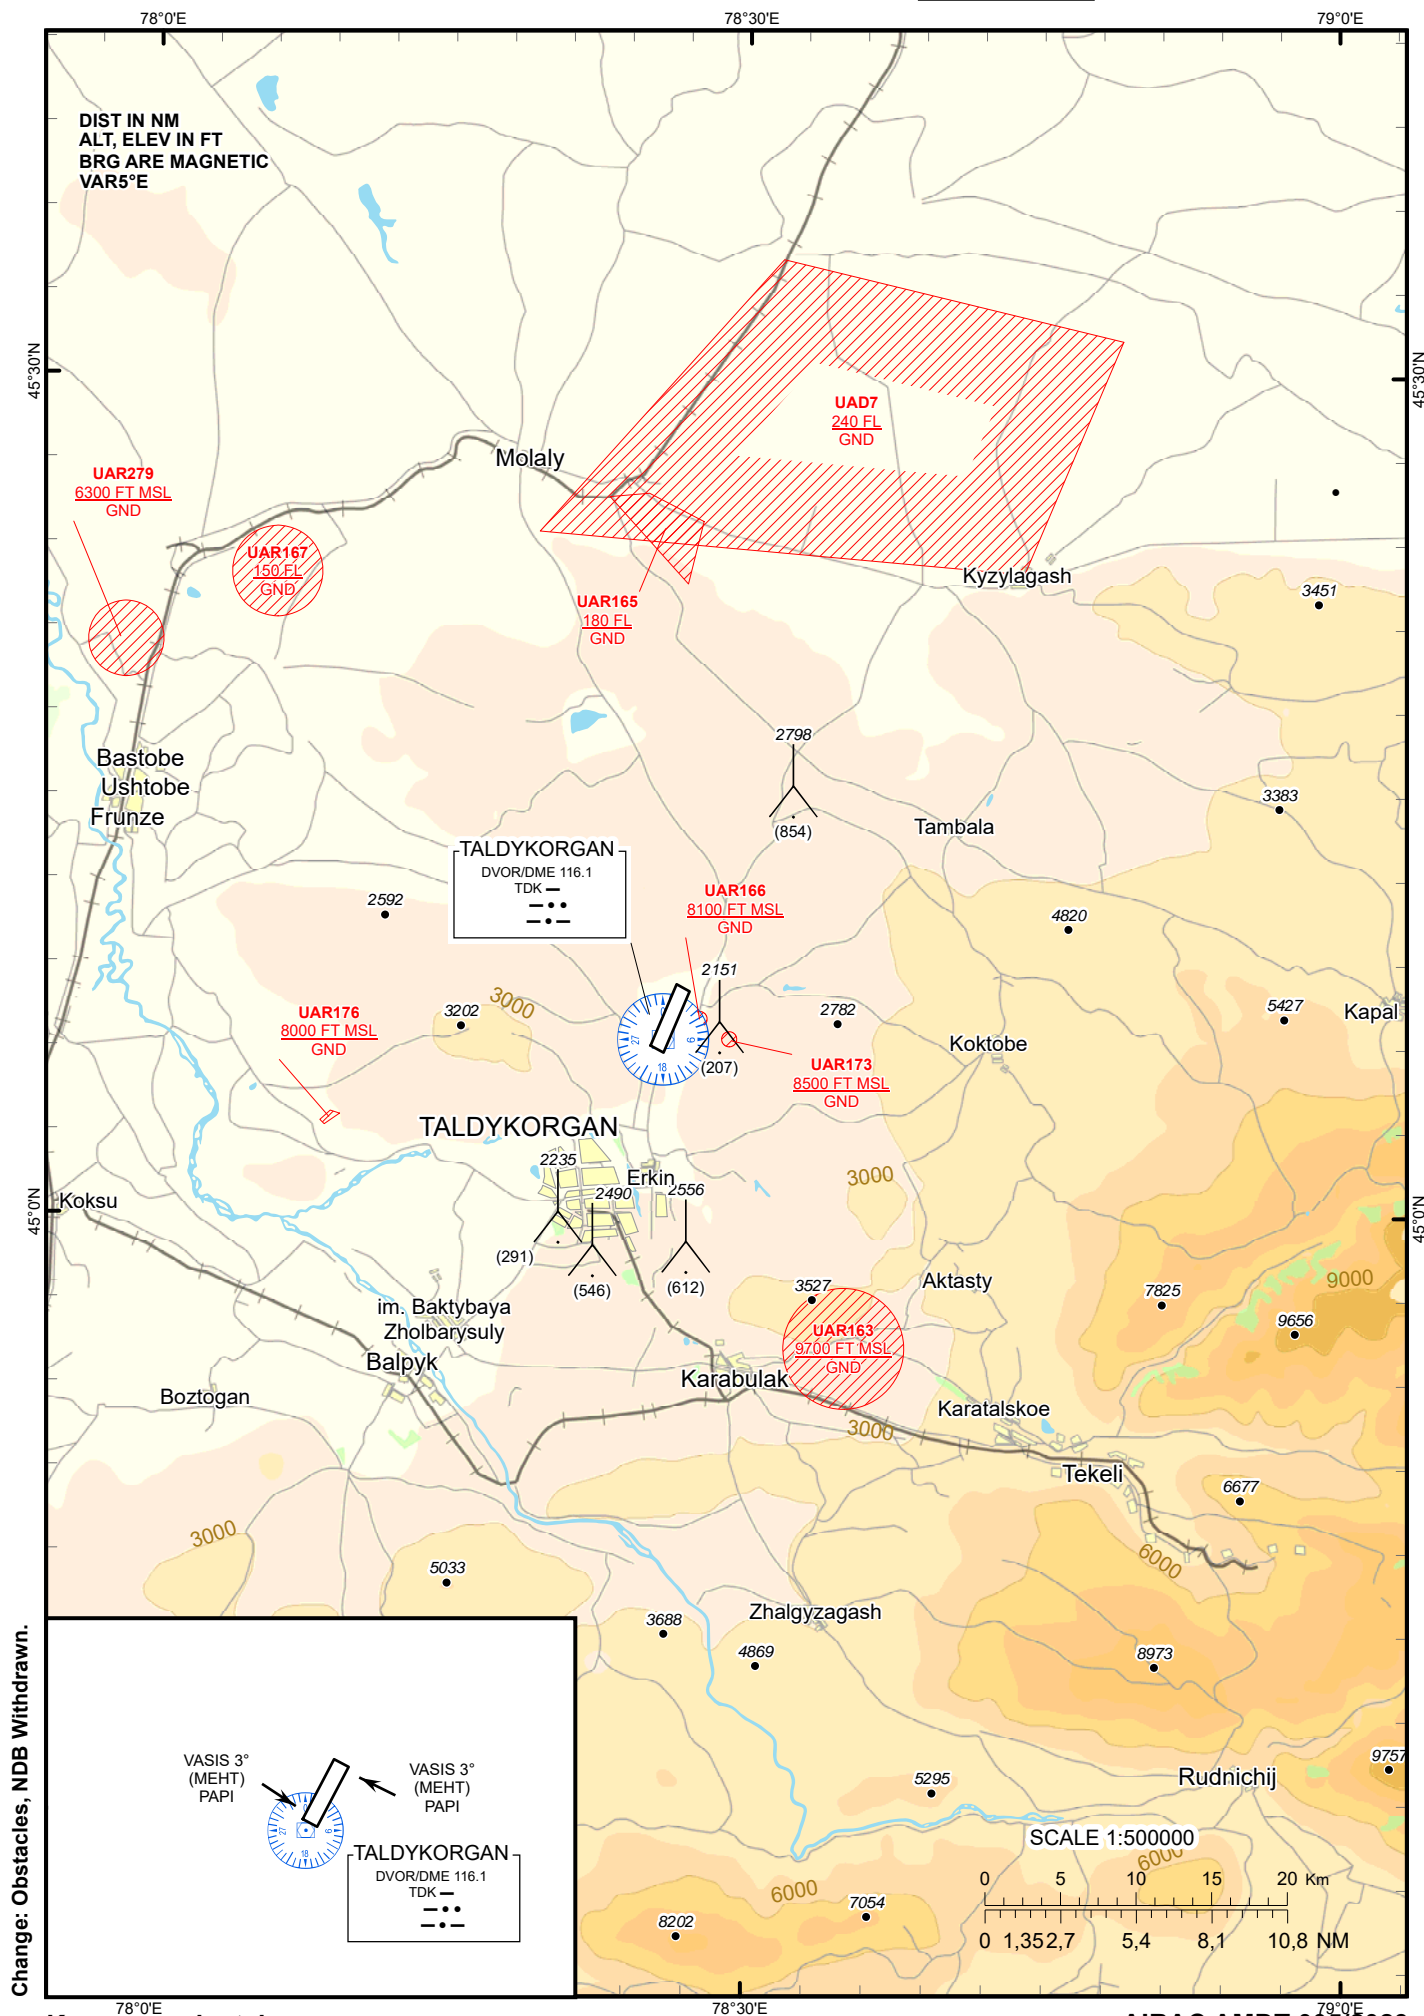 78°0'E
78°30'E
79°0'E
DIST IN NM
ALT, ELEV IN FT
BRG ARE MAGNETIC
VAR5°E
45°30'N
45°30'N
UAD7
240 FL
GND
Molaly
UAR279
6300 FT MSL
GND
UAR167
150 FL
GND
Kyzylagash
UAR165
180 FL
GND
3451
2798
(854)
Bastobe
Ushtobe
Frunze
3383
Tambala
TALDYKORGAN
DVOR/DME 116.1
TDK
2592
UAR166
8100 FT MSL
GND
4820
2151
(207)
3000
3202
2782
5427
Kapal
UAR176
8000 FT MSL
GND
0
27
9
18
Koktobe
UAR173
8500 FT MSL
GND
TALDYKORGAN
2235
Erkin
2490
2556
3000
45°0'N
45°0'N
Koksu
(291)
(546)
(612)
3527
Aktasty
7825
9000
9656
im. Baktybaya
Zholbarysuly
UAR163
9700 FT MSL
GND
Balpyk
Karabulak
Boztogan
Karatalskoe
3000
Tekeli
6677
3000
5033
6000
Zhalgyzagash
3688
4869
8973
VASIS 3°
(MEHT)
PAPI
VASIS 3°
(MEHT)
PAPI
0
27
9
18
TALDYKORGAN
DVOR/DME 116.1
TDK
9757
Rudnichij
5295
SCALE 1:500000
6000
6000
7054
8202
0 5 10 15 20 Km
0 1,35 2,7 5,4 8,1 10,8 NM
Change: Obstacles, NDB Withdrawn.
78°0'E
78°30'E
79°0'E